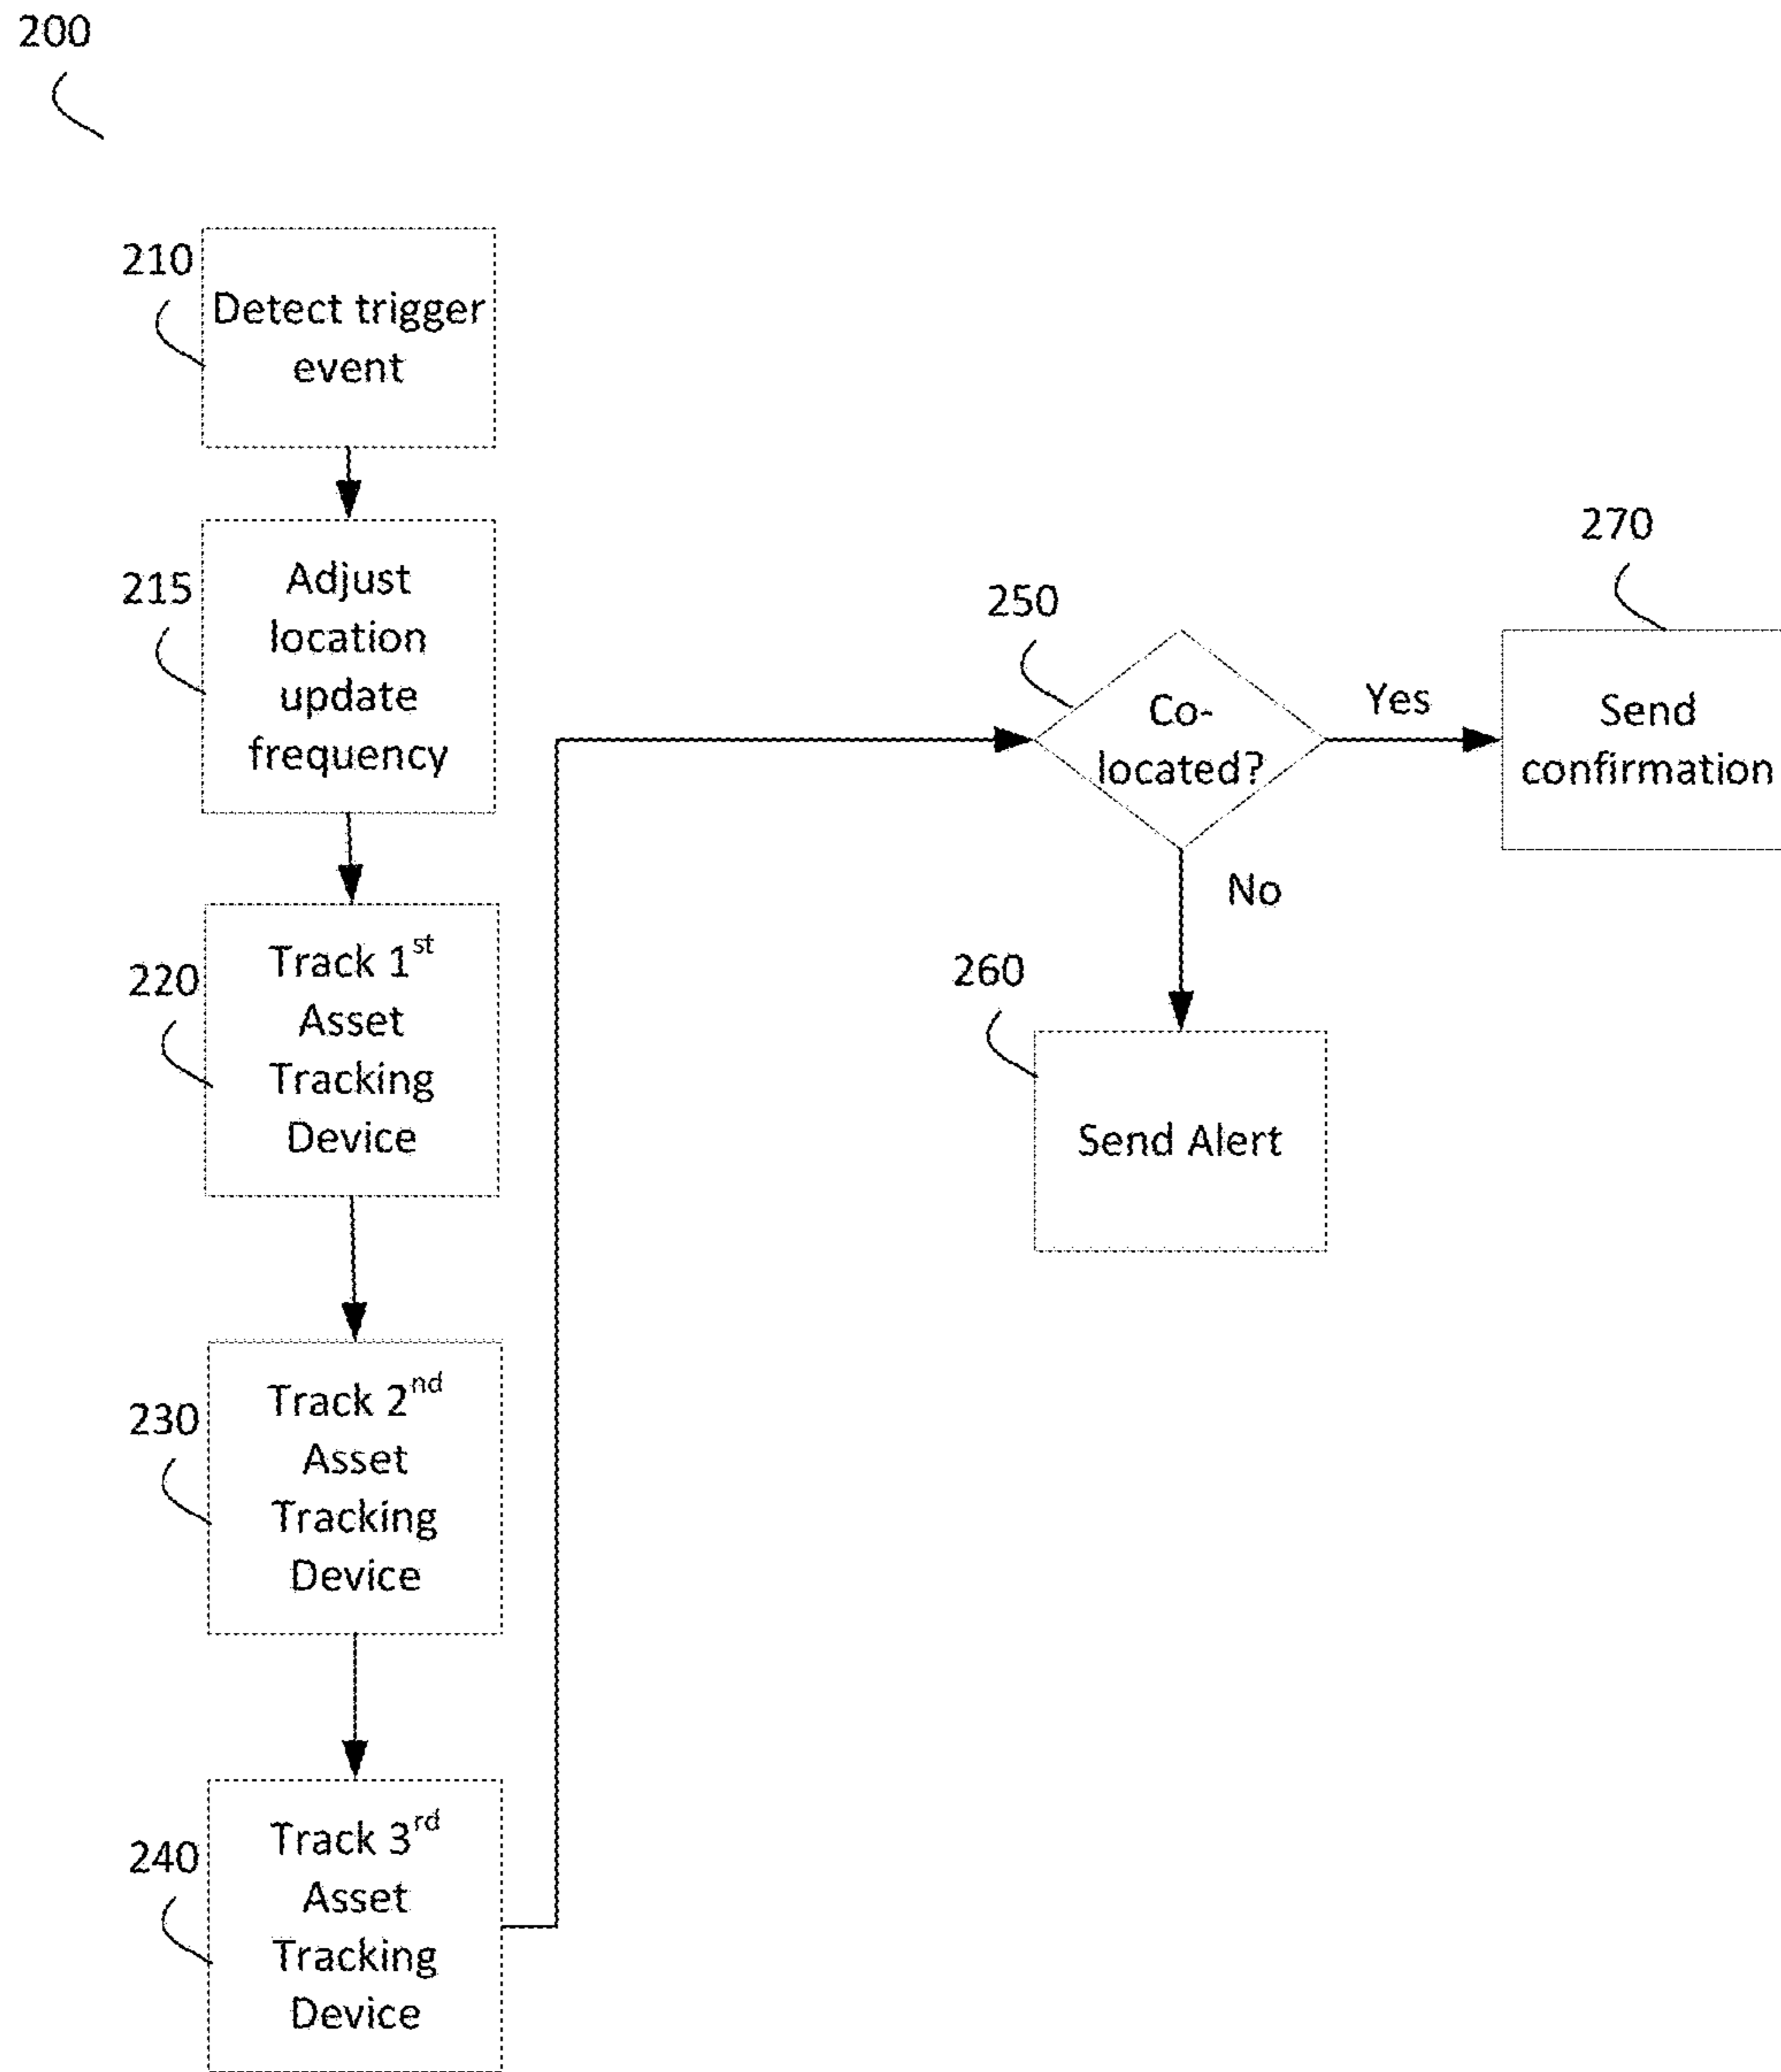 200
210
Detect trigger
event
215
Adjust
location
update
frequency
220
Track 1st
Asset
Tracking
Device
230
Track 2nd
Asset
Tracking
Device
240
Track 3rd
Asset
Tracking
Device
250
Co-
located?
Yes
No
260
Send Alert
270
Send
confirmation